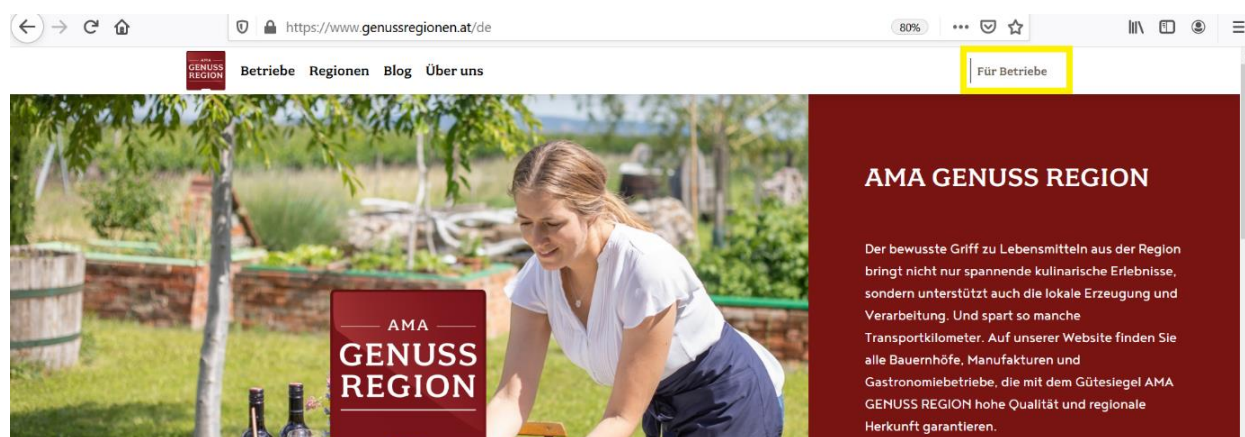 https://www.genussregionen.at/de
80%
AMA
GENUSS
REGION
Betriebe Regionen Blog Über uns
Für Betriebe
AMA
GENUSS
REGION
AMA GENUSS REGION
Der bewusste Griff zu Lebensmitteln aus der Region
bringt nicht nur spannende kulinarische Erlebnisse,
sondern unterstützt auch die lokale Erzeugung und
Verarbeitung. Und spart so manche
Transportkilometer. Auf unserer Website finden Sie
alle Bauernhöfe, Manufakturen und
Gastronomiebetriebe, die mit dem Gütesiegel AMA
GENUSS REGION hohe Qualität und regionale
Herkunft garantieren.